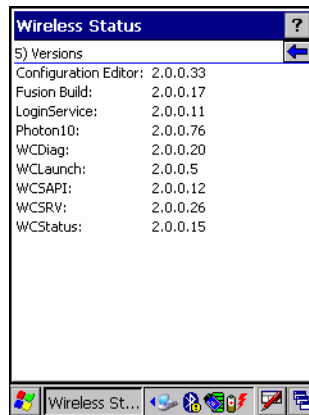 Wireless Status ?
5) Versions
Configuration Editor: 2.0.0.33
Fusion Build: 2.0.0.17
LoginService: 2.0.0.11
Photon10: 2.0.0.76
WCDiag: 2.0.0.20
WCLaunch: 2.0.0.5
WCSAPI: 2.0.0.12
WCSRV: 2.0.0.26
WCStatus: 2.0.0.15
Wireless St...